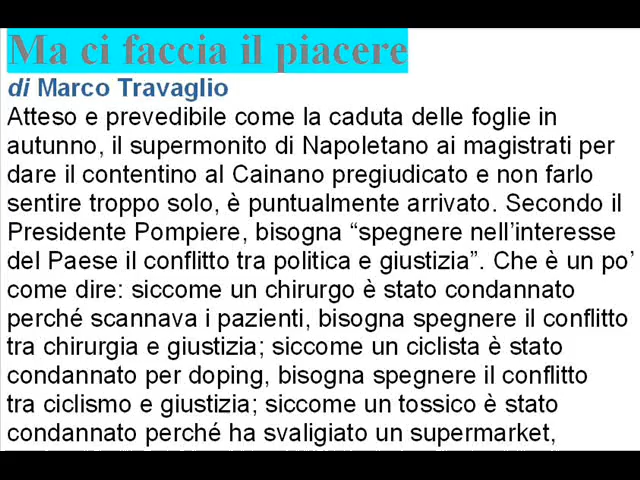 Ma ci faccia il piacere
di Marco Travaglio
Atteso e prevedibile come la caduta delle foglie in
autunno, il supermonito di Napoletano ai magistrati per
dare il contentino al Cainano pregiudicato e non farlo
sentire troppo solo, è puntualmente arrivato. Secondo il
Presidente Pompiere, bisogna “spegnere nell’interesse
del Paese il conflitto tra politica e giustizia”. Che è un po’
come dire: siccome un chirurgo è stato condannato
perché scannava i pazienti, bisogna spegnere il conflitto
tra chirurgia e giustizia; siccome un ciclista è stato
condannato per doping, bisogna spegnere il conflitto
tra ciclismo e giustizia; siccome un tossico è stato
condannato perché ha svaligiato un supermarket,